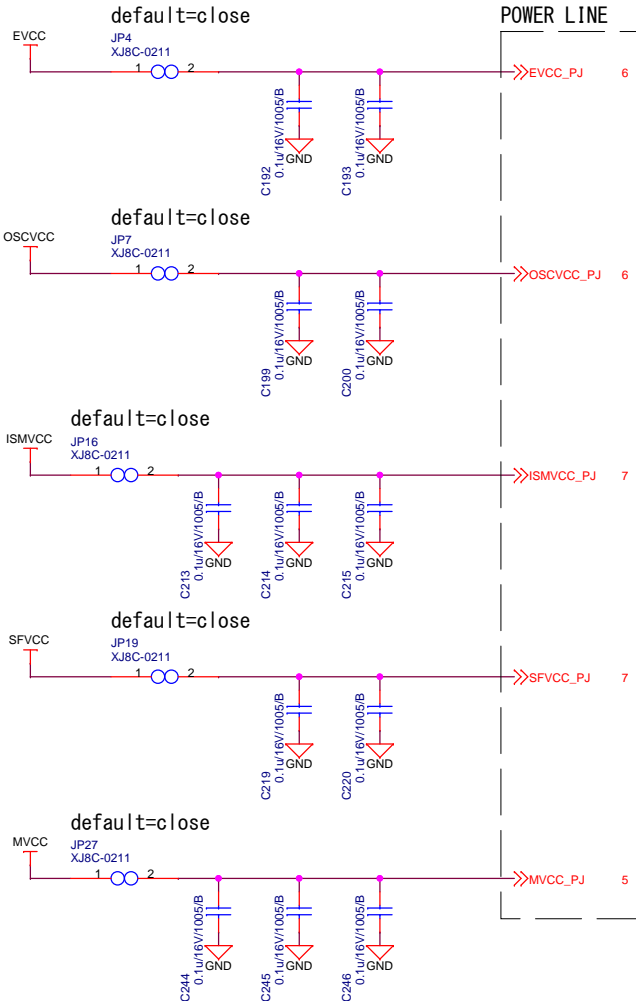 default=close
POWER LINE
EVCC
JP4
XJ8C-0211
1 2
EVCC_PJ 6
C192
0.1u/16V/1005/B
GND
C193
0.1u/16V/1005/B
GND
default=close
OSCVCC
JP7
XJ8C-0211
1 2
OSCVCC_PJ 6
C199
0.1u/16V/1005/B
GND
C200
0.1u/16V/1005/B
GND
default=close
ISMVCC
JP16
XJ8C-0211
1 2
ISMVCC_PJ 7
C213
0.1u/16V/1005/B
GND
C214
0.1u/16V/1005/B
GND
C215
0.1u/16V/1005/B
GND
default=close
SFVCC
JP19
XJ8C-0211
1 2
SFVCC_PJ 7
C219
0.1u/16V/1005/B
GND
C220
0.1u/16V/1005/B
GND
default=close
MVCC
JP27
XJ8C-0211
1 2
MVCC_PJ 5
C244
0.1u/16V/1005/B
GND
C245
0.1u/16V/1005/B
GND
C246
0.1u/16V/1005/B
GND